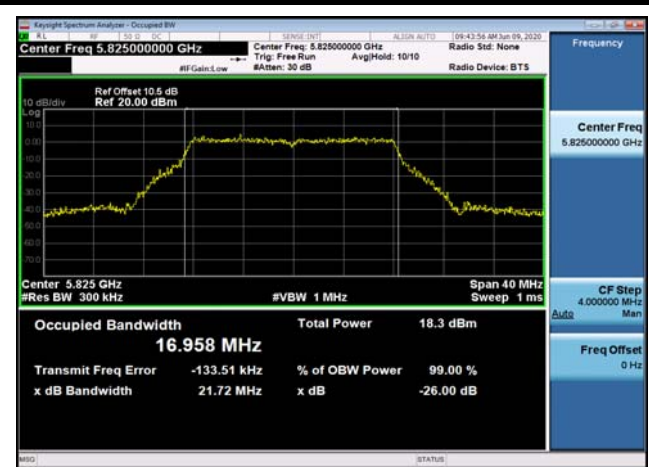 Keysight Spectrum Analyzer - Occupied BW
RL RF 50 Ω DC SENSE:INT ALIGN AUTO 09:43:56 AM Jun 09, 2020
Center Freq 5.825000000 GHz Center Freq: 5.825000000 GHz Radio Std: None Frequency
Trig: Free Run Avg|Hold: 10/10
#IFGain:Low #Atten: 30 dB Radio Device: BTS
Ref Offset 10.5 dB
10 dB/div Ref 20.00 dBm
Log
10.0
0.00
10.0
20.0
30.0
40.0
50.0
60.0
70.0
Center Freq
5.825000000 GHz
Center 5.825 GHz Span 40 MHz
#Res BW 300 kHz #VBW 1 MHz Sweep 1 ms
CF Step
4.000000 MHz
Auto Man
Occupied Bandwidth Total Power 18.3 dBm
16.958 MHz
Transmit Freq Error -133.51 kHz % of OBW Power 99.00 %
x dB Bandwidth 21.72 MHz x dB -26.00 dB
Freq Offset
0 Hz
MSG STATUS